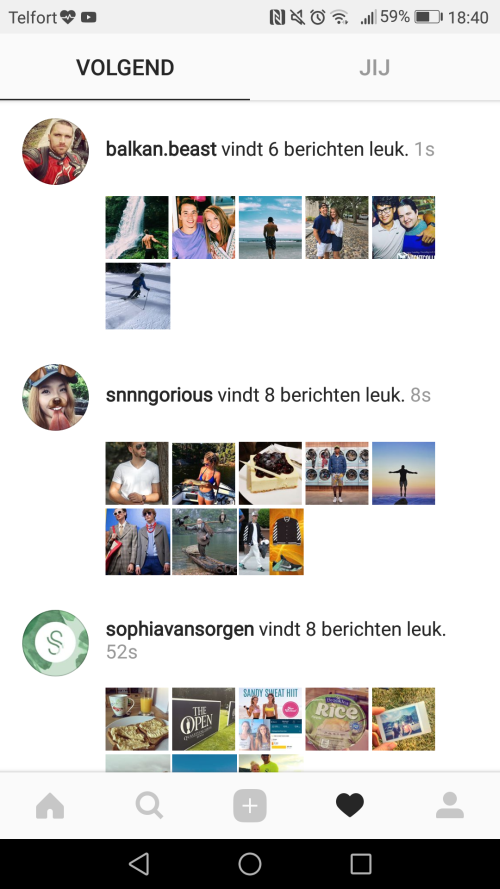 Telfort 59% 18:40
VOLGEND JIJ
balkan.beast vindt 6 berichten leuk. 1s
snnngorious vindt 8 berichten leuk. 8s
sophiavansorgen vindt 8 berichten leuk.
52s
THE
OPEN
SANDY SWEAT HIIT
Rice